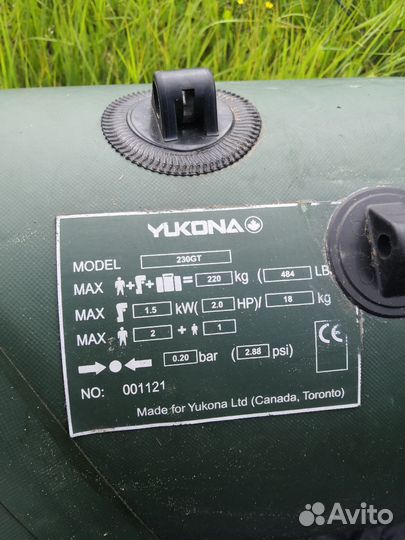 YUKONA
MODEL 230GT
MAX + + = 220 kg ( 484 LB
MAX 1.5 kW( 2.0 HP)/ 18 kg
MAX 2 + 1
0.20 bar ( 2.88 psi)
CE
NO: 001121
Made for Yukona Ltd (Canada, Toronto)
Avito